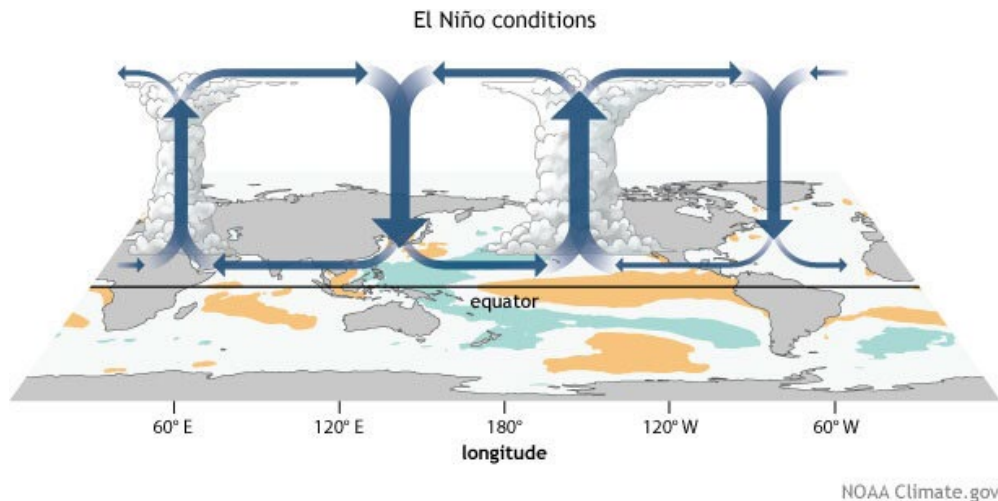 El Niño conditions
equator
60° E 120° E 180° 120° W 60° W
longitude
NOAA Climate.gov